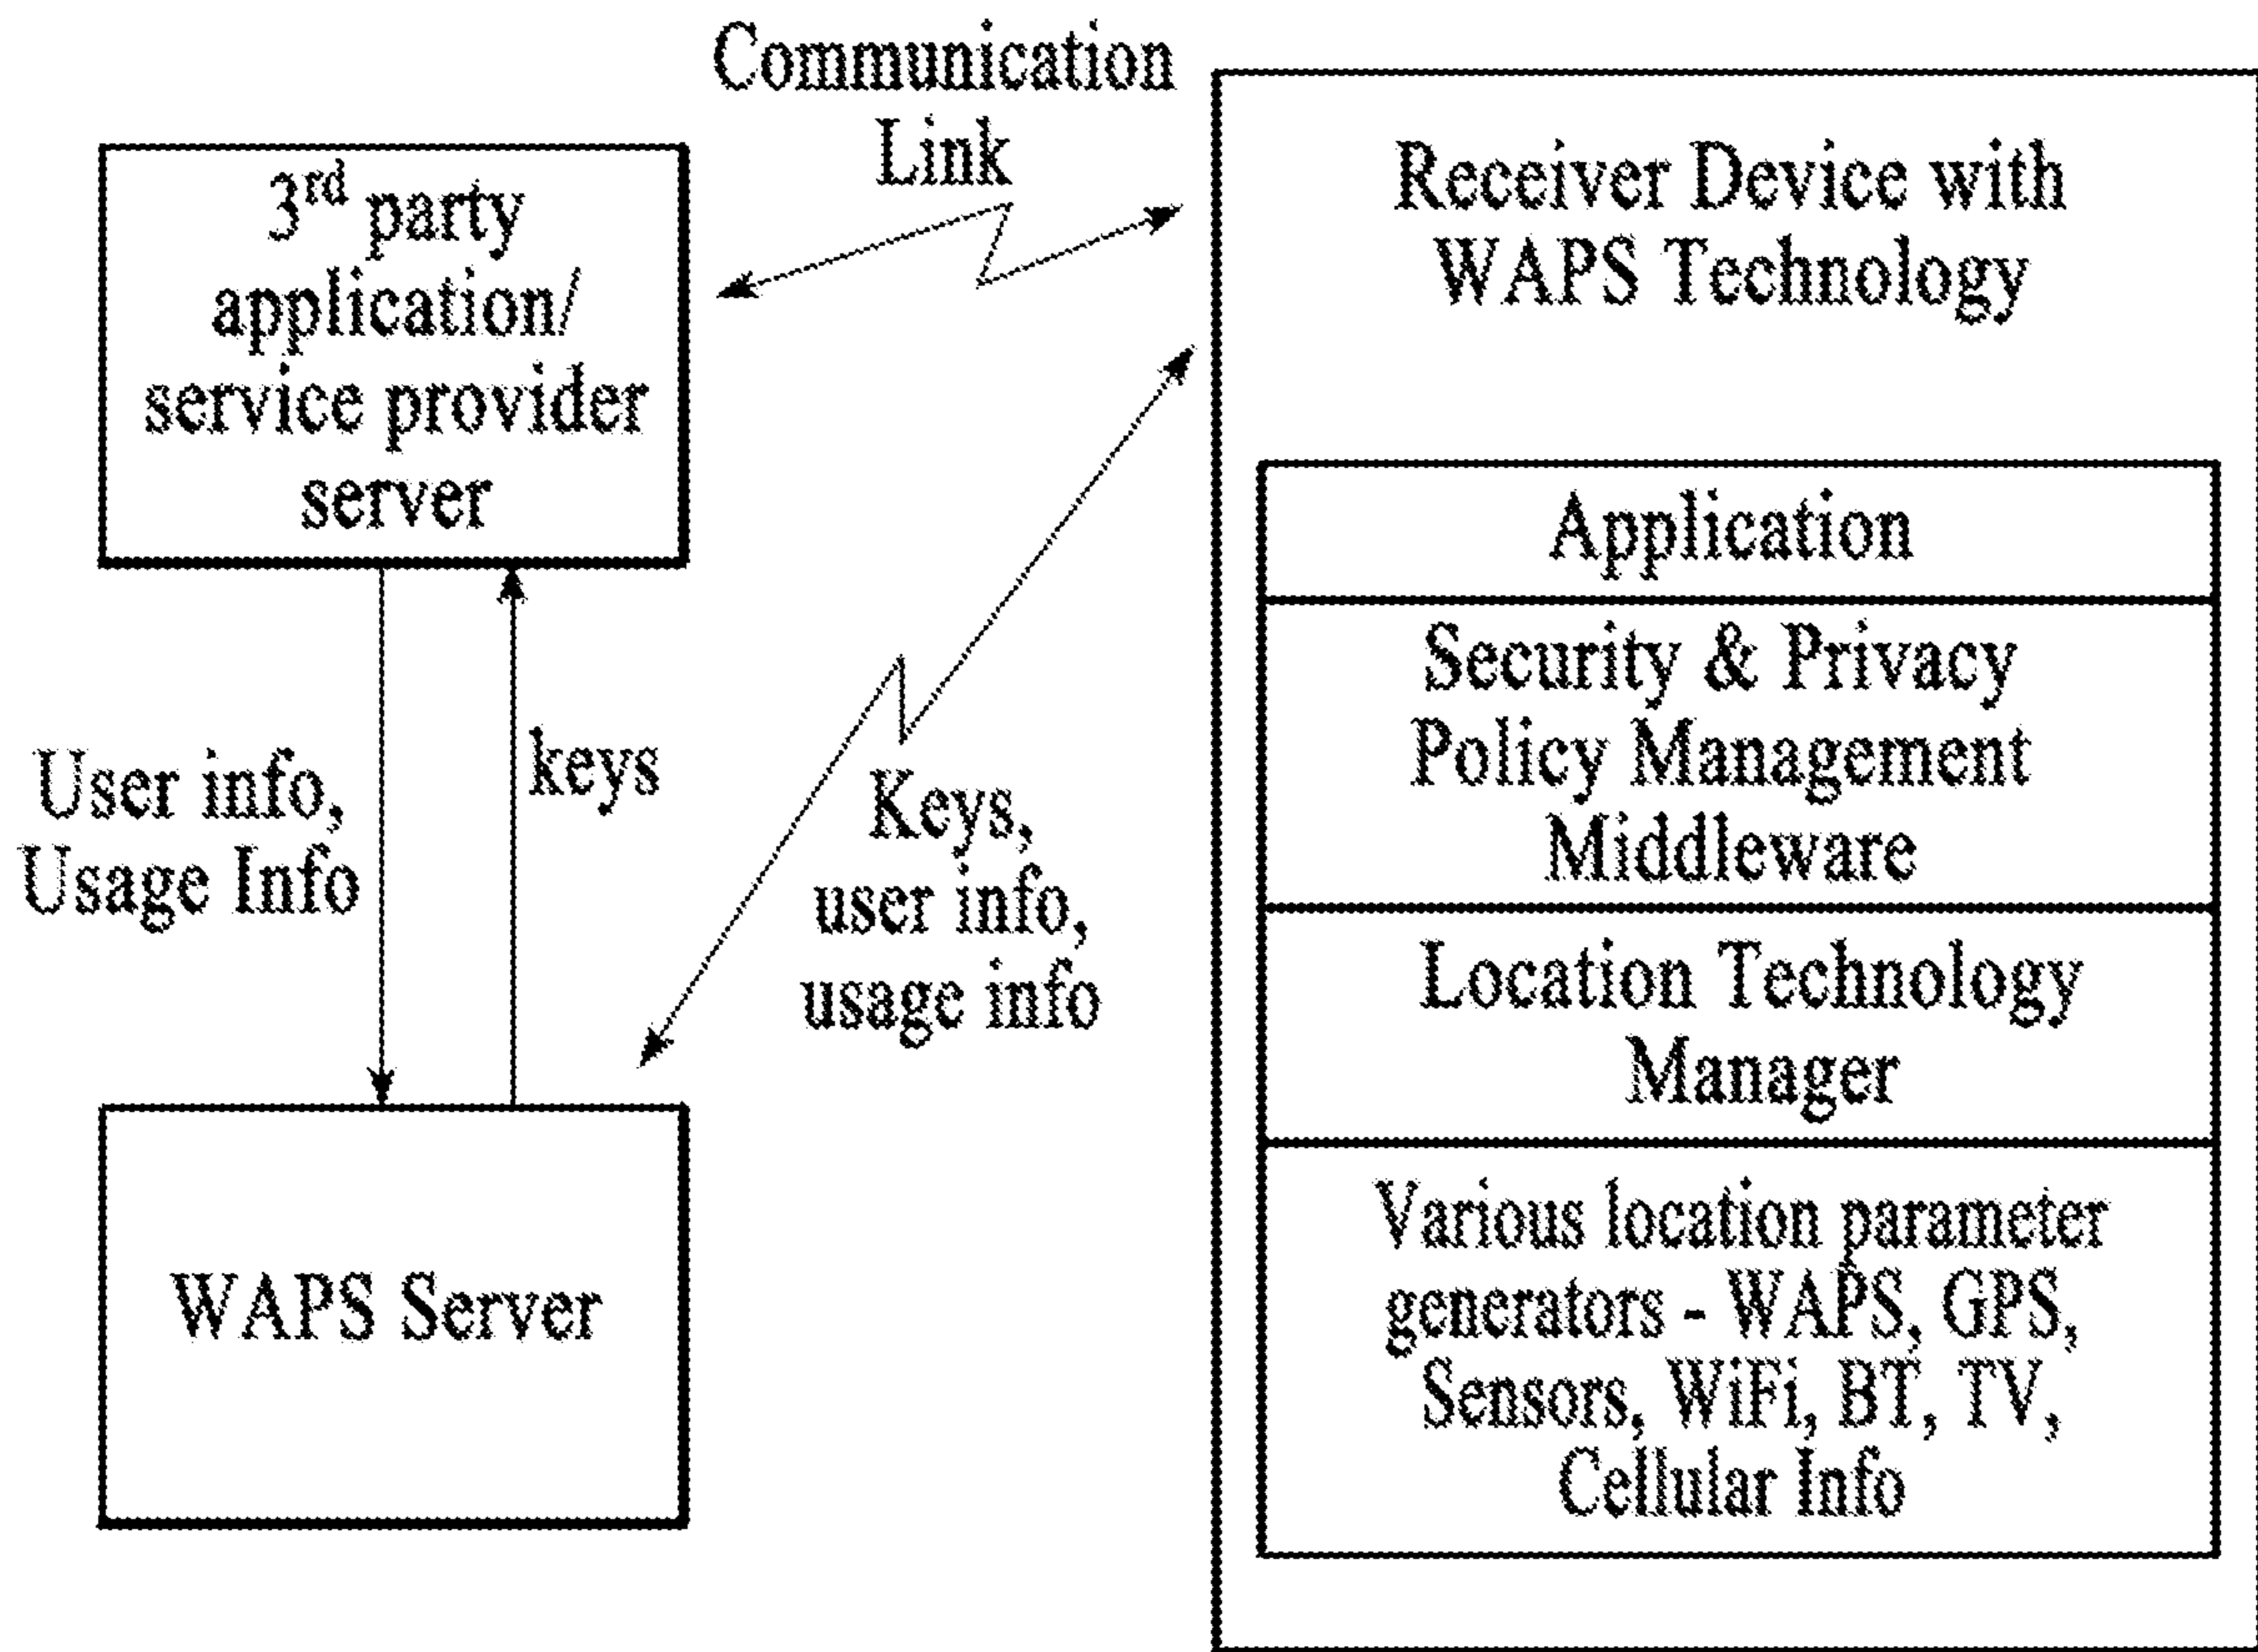 Communication
Link
3rd party
application/
service provider
server
User info,
Usage Info
keys
Keys,
user info,
usage info
WAPS Server
Receiver Device with
WAPS Technology
Application
Security & Privacy
Policy Management
Middleware
Location Technology
Manager
Various location parameter
generators - WAPS, GPS,
Sensors, WiFi, BT, TV,
Cellular Info